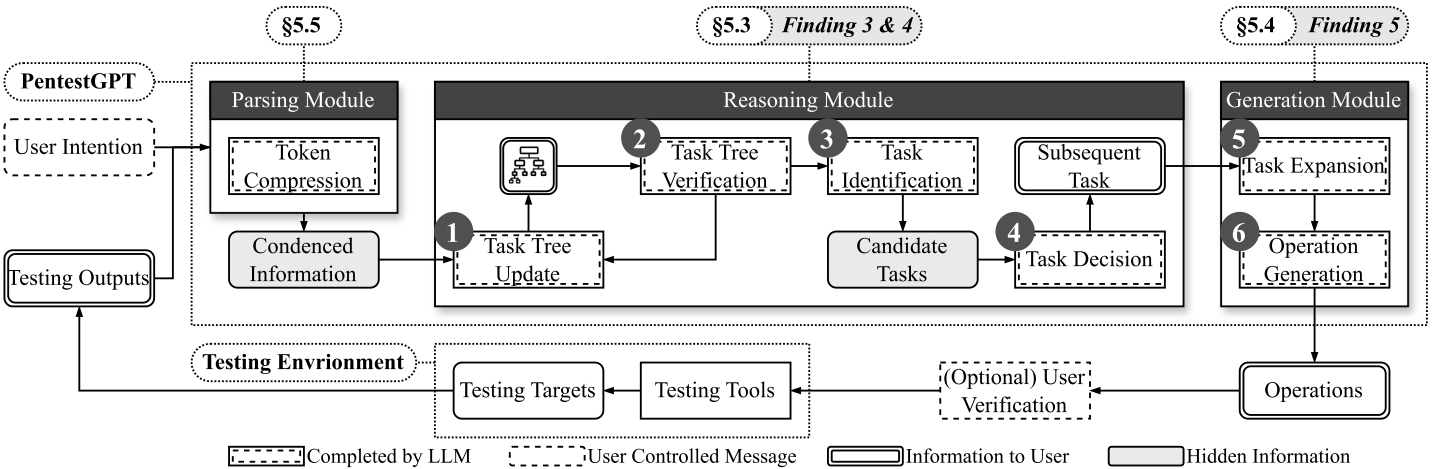 §5.5
§5.3 Finding 3 & 4
§5.4 Finding 5
PentestGPT
Parsing Module
Reasoning Module
Generation Module
User Intention
Token
Compression
2
Task Tree
Verification
3
Task
Identification
Subsequent
Task
5
Task Expansion
Testing Outputs
Condenced
Information
1
Task Tree
Update
Candidate
Tasks
4
Task Decision
6
Operation
Generation
Testing Envrionment
Testing Targets
Testing Tools
(Optional) User
Verification
Operations
Completed by LLM
User Controlled Message
Information to User
Hidden Information